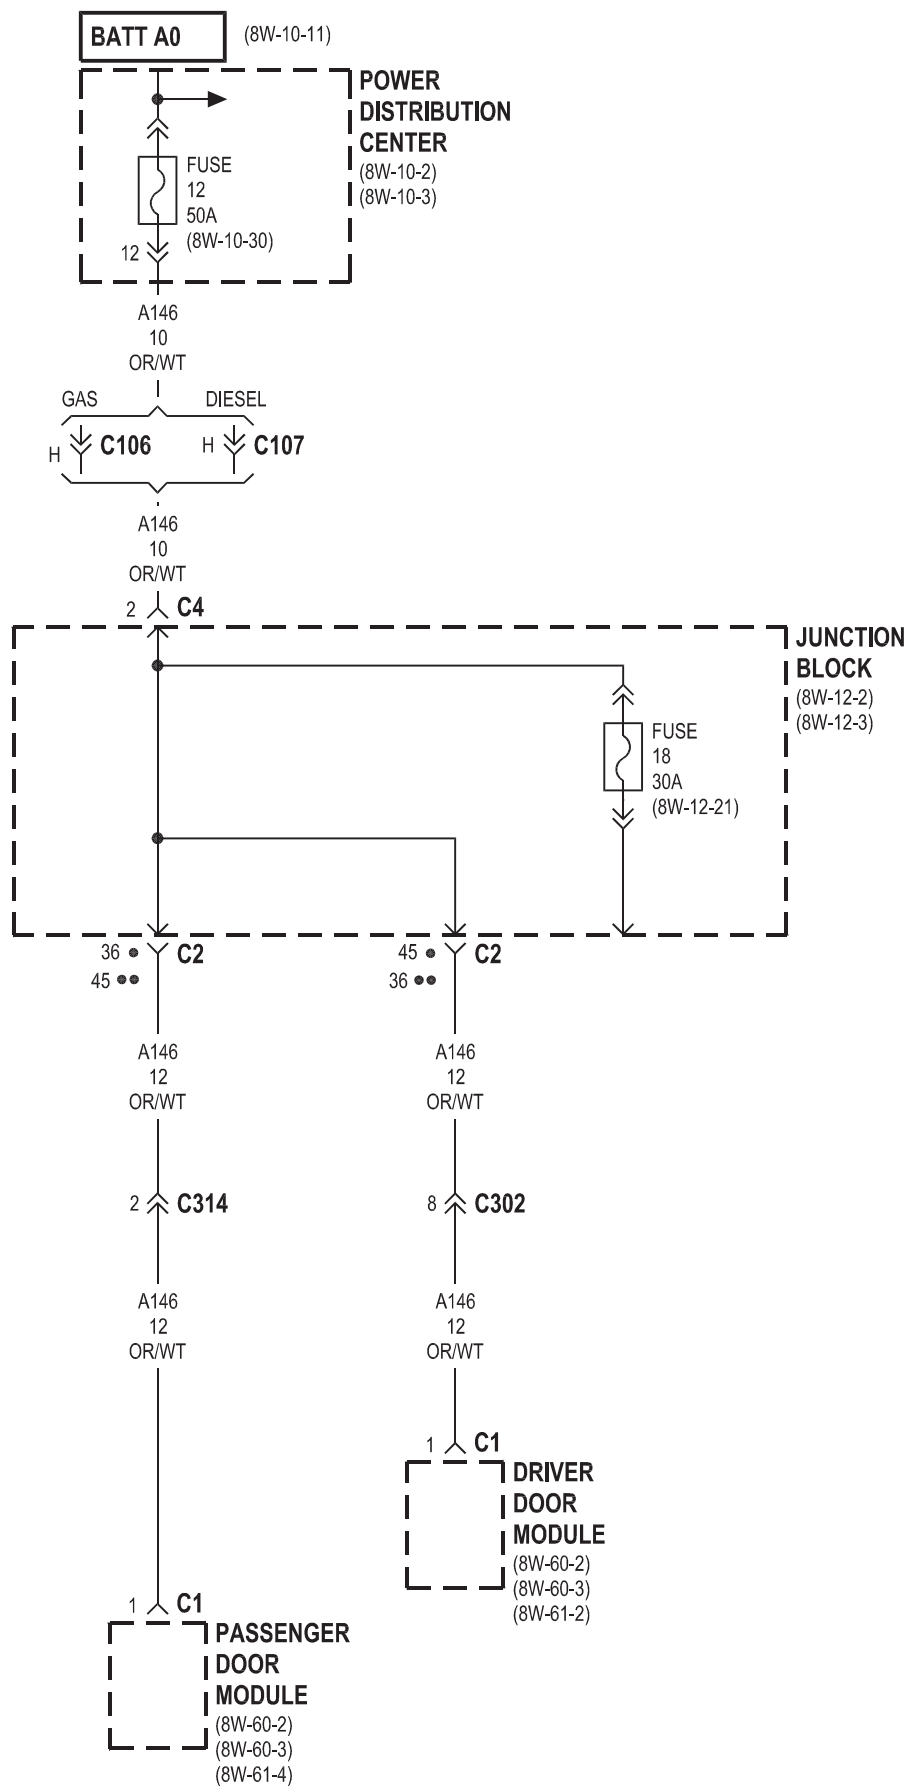 BATT A0
(8W-10-11)
POWER
DISTRIBUTION
CENTER
(8W-10-2)
(8W-10-3)
FUSE
12
50A
(8W-10-30)
12
A146
10
OR/WT
GAS
DIESEL
H
C106
H
C107
A146
10
OR/WT
2
C4
JUNCTION
BLOCK
(8W-12-2)
(8W-12-3)
FUSE
18
30A
(8W-12-21)
36 •
45 ••
C2
45 •
36 ••
C2
A146
12
OR/WT
A146
12
OR/WT
2
C314
8
C302
A146
12
OR/WT
A146
12
OR/WT
1
C1
DRIVER
DOOR
MODULE
(8W-60-2)
(8W-60-3)
(8W-61-2)
1
C1
PASSENGER
DOOR
MODULE
(8W-60-2)
(8W-60-3)
(8W-61-4)